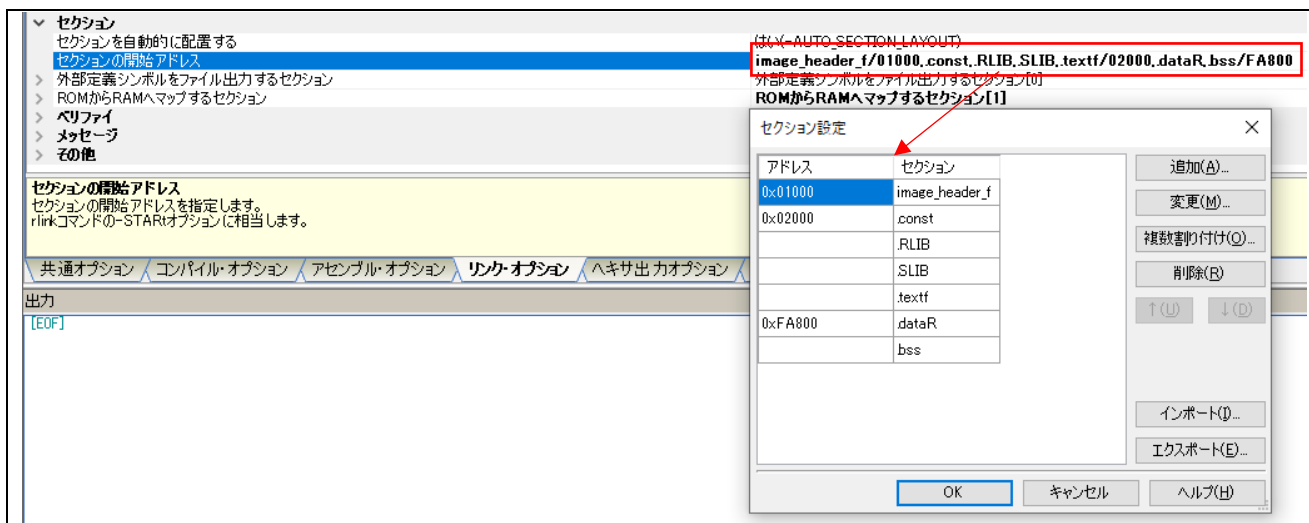 セクション
セクションを自動的に配置する はい(-AUTO_SECTION_LAYOUT)
セクションの開始アドレス image_header_f/01000,.const,.RLIB,.SLIB,.textf/02000,.dataR,.bss/FA800
外部定義シンボルをファイル出力するセクション 外部定義シンボルをファイル出力するセクション[0]
ROMからRAMへマップするセクション ROMからRAMへマップするセクション[1]
ベリファイ
メッセージ
その他
セクションの開始アドレス
セクションの開始アドレスを指定します。
rlinkコマンドの-STARtオプションに相当します。
共通オプション コンパイル・オプション アセンブル・オプション リンク・オプション ヘキサ出力オプション
出力
[EOF]
セクション設定
アドレス セクション
0x01000 image_header_f
0x02000 .const
.RLIB
.SLIB
.textf
0xFA800 .dataR
.bss
追加(A)...
変更(M)...
複数割り付け(O)...
削除(R)
↑(U) ↓(D)
インポート(I)...
エクスポート(E)...
OK キャンセル ヘルプ(H)